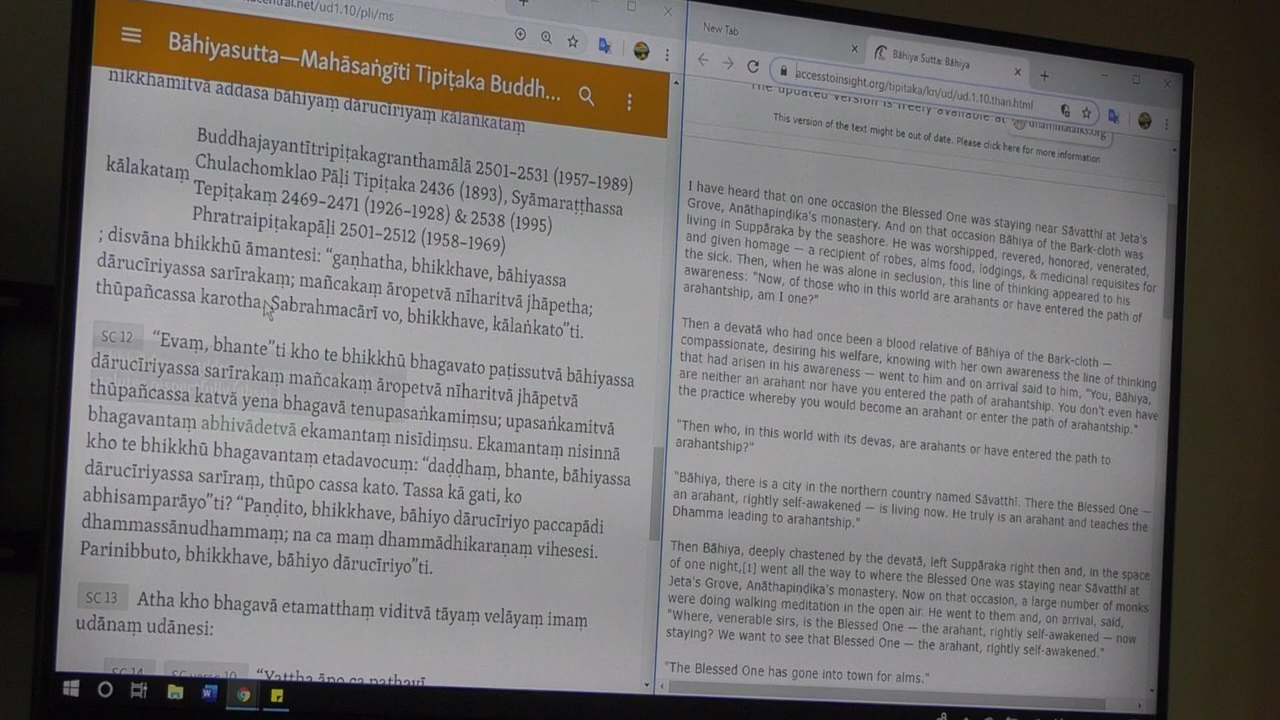 central.net/ud1.10/pli/ms
Bāhiyasutta—Mahāsaṅgīti Tipiṭaka Buddh...
nikkhamitvā addasa bāhiyaṃ dārucīriyaṃ kālaṅkataṃ
Buddhajayantītripiṭakagranthamālā 2501–2531 (1957–1989)
kālakataṃ Chulachomklao Pāḷi Tipiṭaka 2436 (1893), Syāmaraṭṭhassa
Tepiṭakaṃ 2469–2471 (1926–1928) & 2538 (1995)
Phratraipiṭakapāḷi 2501–2512 (1958–1969)
; disvāna bhikkhū āmantesi: “gaṇhatha, bhikkhave, bāhiyassa
dārucīriyassa sarīrakaṃ; mañcakaṃ āropetvā nīharitvā jhāpetha;
thūpañcassa karotha. Sabrahmacārī vo, bhikkhave, kālaṅkato”ti.
SC 12 “Evaṃ, bhante”ti kho te bhikkhū bhagavato paṭissutvā bāhiyassa
dārucīriyassa sarīrakaṃ mañcakaṃ āropetvā nīharitvā jhāpetvā
thūpañcassa katvā yena bhagavā tenupasaṅkamiṃsu; upasaṅkamitvā
bhagavantaṃ abhivādetvā ekamantaṃ nisīdiṃsu. Ekamantaṃ nisinnā
kho te bhikkhū bhagavantaṃ etadavocuṃ: “daḍḍhaṃ, bhante, bāhiyassa
dārucīriyassa sarīraṃ, thūpo cassa kato. Tassa kā gati, ko
abhisamparāyo”ti? “Paṇḍito, bhikkhave, bāhiyo dārucīriyo paccapādi
dhammassānudhammaṃ; na ca maṃ dhammādhikaraṇaṃ vihesesi.
Parinibbuto, bhikkhave, bāhiyo dārucīriyo”ti.
SC 13 Atha kho bhagavā etamatthaṃ viditvā tāyaṃ velāyaṃ imaṃ
udānaṃ udānesi:
SC 14 “Yattha āpo ca pathavī
New Tab
Bāhiya Sutta: Bāhiya
accesstoinsight.org/tipitaka/kn/ud/ud.1.10.than.html
The updated version is freely available at dhammatalks.org
This version of the text might be out of date. Please click here for more information
I have heard that on one occasion the Blessed One was staying near Sāvatthī at Jeta's
Grove, Anāthapiṇḍika's monastery. And on that occasion Bāhiya of the Bark-cloth was
living in Suppāraka by the seashore. He was worshipped, revered, honored, venerated,
and given homage — a recipient of robes, alms food, lodgings, & medicinal requisites for
the sick. Then, when he was alone in seclusion, this line of thinking appeared to his
awareness: "Now, of those who in this world are arahants or have entered the path of
arahantship, am I one?"
Then a devatā who had once been a blood relative of Bāhiya of the Bark-cloth —
compassionate, desiring his welfare, knowing with her own awareness the line of thinking
that had arisen in his awareness — went to him and on arrival said to him, "You, Bāhiya,
are neither an arahant nor have you entered the path of arahantship. You don't even have
the practice whereby you would become an arahant or enter the path of arahantship."
"Then who, in this world with its devas, are arahants or have entered the path to
arahantship?"
"Bāhiya, there is a city in the northern country named Sāvatthī. There the Blessed One —
an arahant, rightly self-awakened — is living now. He truly is an arahant and teaches the
Dhamma leading to arahantship."
Then Bāhiya, deeply chastened by the devatā, left Suppāraka right then and, in the space
of one night,[1] went all the way to where the Blessed One was staying near Sāvatthī at
Jeta's Grove, Anāthapiṇḍika's monastery. Now on that occasion, a large number of monks
were doing walking meditation in the open air. He went to them and, on arrival, said,
"Where, venerable sirs, is the Blessed One — the arahant, rightly self-awakened — now
staying? We want to see that Blessed One — the arahant, rightly self-awakened."
"The Blessed One has gone into town for alms."